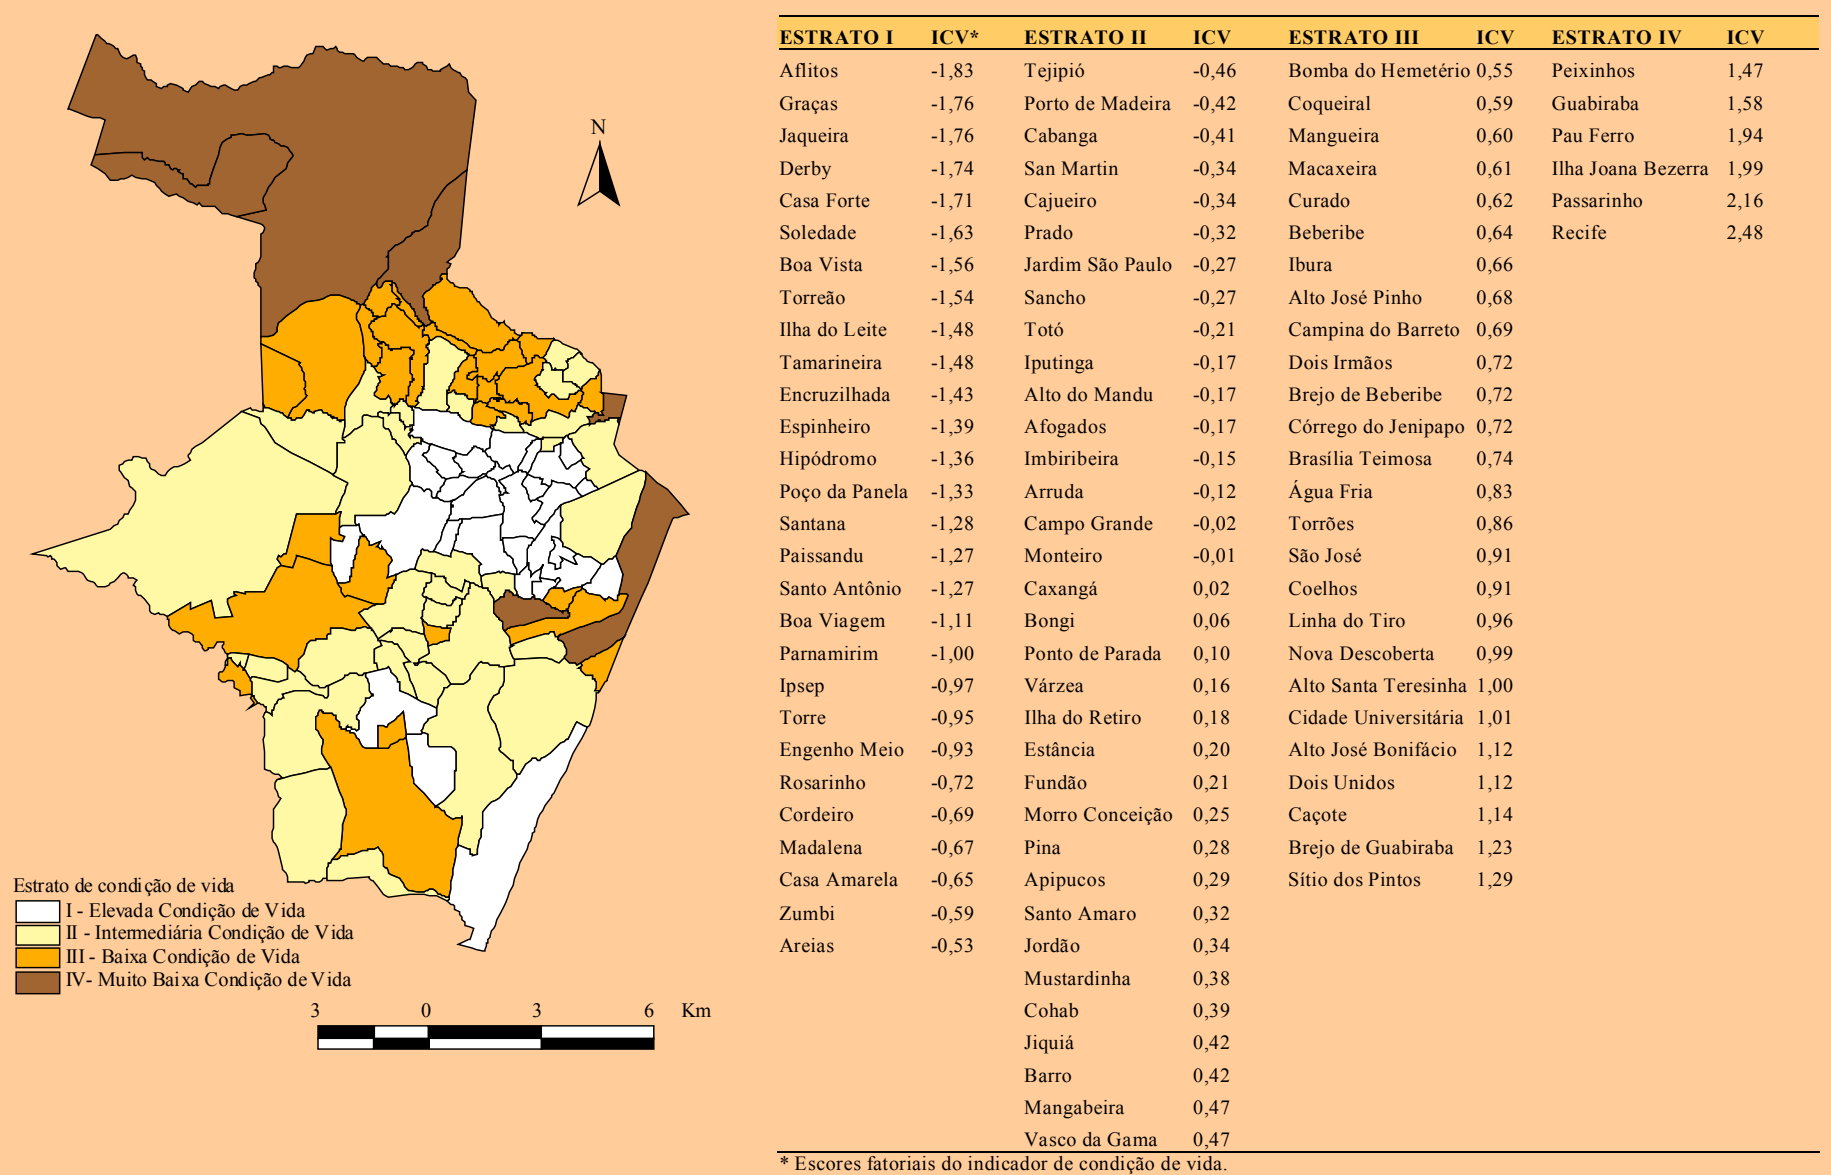 N
Estrato de condição de vida
I - Elevada Condição de Vida
II - Intermediária Condição de Vida
III - Baixa Condição de Vida
IV- Muito Baixa Condição de Vida
3 0 3 6 Km
ESTRATO I ICV* ESTRATO II ICV ESTRATO III ICV ESTRATO IV ICV
Aflitos -1,83 Tejipió -0,46 Bomba do Hemetério 0,55 Peixinhos 1,47
Graças -1,76 Porto de Madeira -0,42 Coqueiral 0,59 Guabiraba 1,58
Jaqueira -1,76 Cabanga -0,41 Mangueira 0,60 Pau Ferro 1,94
Derby -1,74 San Martin -0,34 Macaxeira 0,61 Ilha Joana Bezerra 1,99
Casa Forte -1,71 Cajueiro -0,34 Curado 0,62 Passarinho 2,16
Soledade -1,63 Prado -0,32 Beberibe 0,64 Recife 2,48
Boa Vista -1,56 Jardim São Paulo -0,27 Ibura 0,66
Torreão -1,54 Sancho -0,27 Alto José Pinho 0,68
Ilha do Leite -1,48 Totó -0,21 Campina do Barreto 0,69
Tamarineira -1,48 Iputinga -0,17 Dois Irmãos 0,72
Encruzilhada -1,43 Alto do Mandu -0,17 Brejo de Beberibe 0,72
Espinheiro -1,39 Afogados -0,17 Córrego do Jenipapo 0,72
Hipódromo -1,36 Imbiribeira -0,15 Brasília Teimosa 0,74
Poço da Panela -1,33 Arruda -0,12 Água Fria 0,83
Santana -1,28 Campo Grande -0,02 Torrões 0,86
Paissandu -1,27 Monteiro -0,01 São José 0,91
Santo Antônio -1,27 Caxangá 0,02 Coelhos 0,91
Boa Viagem -1,11 Bongi 0,06 Linha do Tiro 0,96
Parnamirim -1,00 Ponto de Parada 0,10 Nova Descoberta 0,99
Ipsep -0,97 Várzea 0,16 Alto Santa Teresinha 1,00
Torre -0,95 Ilha do Retiro 0,18 Cidade Universitária 1,01
Engenho Meio -0,93 Estância 0,20 Alto José Bonifácio 1,12
Rosarinho -0,72 Fundão 0,21 Dois Unidos 1,12
Cordeiro -0,69 Morro Conceição 0,25 Caçote 1,14
Madalena -0,67 Pina 0,28 Brejo de Guabiraba 1,23
Casa Amarela -0,65 Apipucos 0,29 Sítio dos Pintos 1,29
Zumbi -0,59 Santo Amaro 0,32
Areias -0,53 Jordão 0,34
Mustardinha 0,38
Cohab 0,39
Jiquiá 0,42
Barro 0,42
Mangabeira 0,47
Vasco da Gama 0,47
* Escores fatoriais do indicador de condição de vida.